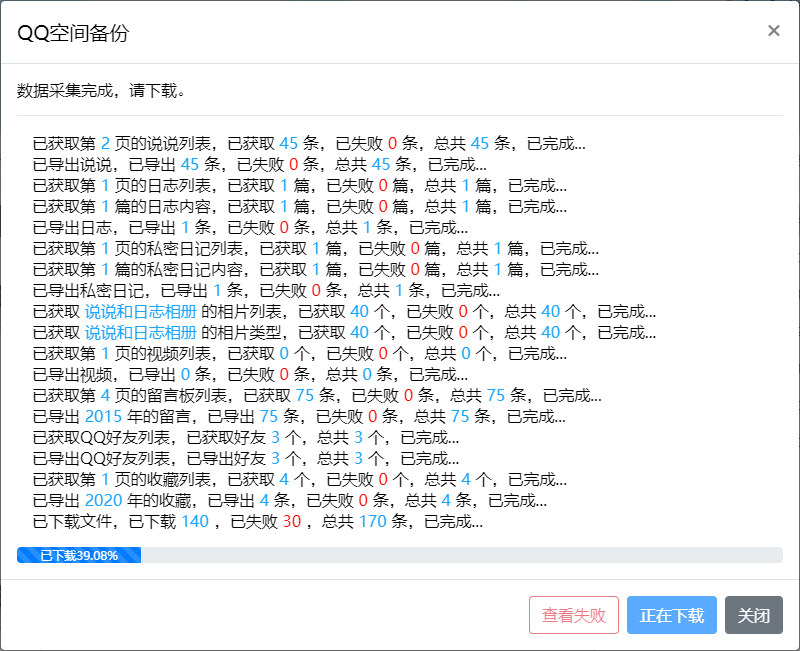 QQ空间备份
×
数据采集完成，请下载。
已获取第 2 页的说说列表，已获取 45 条，已失败 0 条，总共 45 条，已完成...
已导出说说，已导出 45 条，已失败 0 条，总共 45 条，已完成...
已获取第 1 页的日志列表，已获取 1 篇，已失败 0 篇，总共 1 篇，已完成...
已获取第 1 篇的日志内容，已获取 1 篇，已失败 0 篇，总共 1 篇，已完成...
已导出日志，已导出 1 条，已失败 0 条，总共 1 条，已完成...
已获取第 1 页的私密日记列表，已获取 1 篇，已失败 0 篇，总共 1 篇，已完成...
已获取第 1 篇的私密日记内容，已获取 1 篇，已失败 0 篇，总共 1 篇，已完成...
已导出私密日记，已导出 1 条，已失败 0 条，总共 1 条，已完成...
已获取 说说和日志相册 的相片列表，已获取 40 个，已失败 0 个，总共 40 个，已完成...
已获取 说说和日志相册 的相片类型，已获取 40 个，已失败 0 个，总共 40 个，已完成...
已获取第 1 页的视频列表，已获取 0 个，已失败 0 个，总共 0 个，已完成...
已导出视频，已导出 0 条，已失败 0 条，总共 0 条，已完成...
已获取第 4 页的留言板列表，已获取 75 条，已失败 0 条，总共 75 条，已完成...
已导出 2015 年的留言，已导出 75 条，已失败 0 条，总共 75 条，已完成...
已获取QQ好友列表，已获取好友 3 个，总共 3 个，已完成...
已导出QQ好友列表，已导出好友 3 个，总共 3 个，已完成...
已获取第 1 页的收藏列表，已获取 4 个，已失败 0 个，总共 4 个，已完成...
已导出 2020 年的收藏，已导出 4 条，已失败 0 条，总共 4 条，已完成...
已下载文件，已下载 140 ，已失败 30 ，总共 170 条，已完成...
已下载39.08%
查看失败 正在下载 关闭